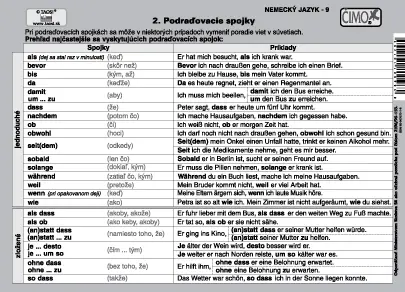 © TAOSI®
www.taosi.sk
NEMECKÝ JAZYK - 9
2. Podraďovacie spojky
CIMOX
Pri podraďovacích spojkách sa môže v niektorých prípadoch vymeniť poradie viet v súvetiach.
Prehľad najčastejšie sa vyskytujúcich podraďovacích spojok:
Spojky Príklady
jednoduché
als (dej sa stal raz v minulosti) (keď) Er hat mich besucht, als ich krank war.
bevor (skôr než) Bevor ich nach draußen gehe, schreibe ich einen Brief.
bis (kým, až) Ich bleibe zu Hause, bis mein Vater kommt.
da (keďže) Da es heute regnet, zieht er einen Regenmantel an.
damit
um ... zu (aby) Ich muss mich beeilen, damit ich den Bus erreiche.
um den Bus zu erreichen.
dass (že) Peter sagt, dass er heute um fünf Uhr kommt.
nachdem (potom čo) Ich mache Hausaufgaben, nachdem ich gegessen habe.
ob (či) Ich weiß nicht, ob er morgen Zeit hat.
obwohl (hoci) Ich darf noch nicht nach draußen gehen, obwohl ich schon gesund bin.
seit(dem) (odkedy) Seit(dem) mein Onkel einen Unfall hatte, trinkt er keinen Alkohol mehr.
Seit ich die Medikamente nehme, geht es mir besser.
sobald (len čo) Sobald er in Berlin ist, sucht er seinen Freund auf.
solange (dokiaľ, kým) Er muss die Pillen nehmen, solange er krank ist.
während (zatiaľ čo, kým) Während du ein Buch liest, mache ich meine Hausaufgaben.
weil (pretože) Mein Bruder kommt nicht, weil er viel Arbeit hat.
wenn (pri opakovanom deji) (keď) Meine Eltern ärgern sich, wenn ich laute Musik höre.
wie (ako) Petra ist so alt wie ich. Mein Zimmer ist nicht aufgeräumt, wie du siehst.
zložené
als dass (akoby, akože) Er fuhr lieber mit dem Bus, als dass er den weiten Weg zu Fuß machte.
als ob (ako keby, akoby) Er tat so, als ob er sie nicht sähe.
(an)statt dass
(an)statt ... zu (namiesto toho, že) Er ging ins Kino, (an)statt dass er seiner Mutter helfen würde.
(an)statt seiner Mutter zu helfen.
je ... desto
je ... um so (čím ... tým) Je älter der Wein wird, desto besser wird er.
Je weiter er nach Norden reiste, um so kälter war es.
ohne dass
ohne ... zu (bez toho, že) Er hilft ihm, ohne dass er eine Belohnung erwartet.
ohne eine Belohnung zu erwarten.
so dass (takže) Das Wetter war schön, so dass ich in der Sonne liegen konnte.